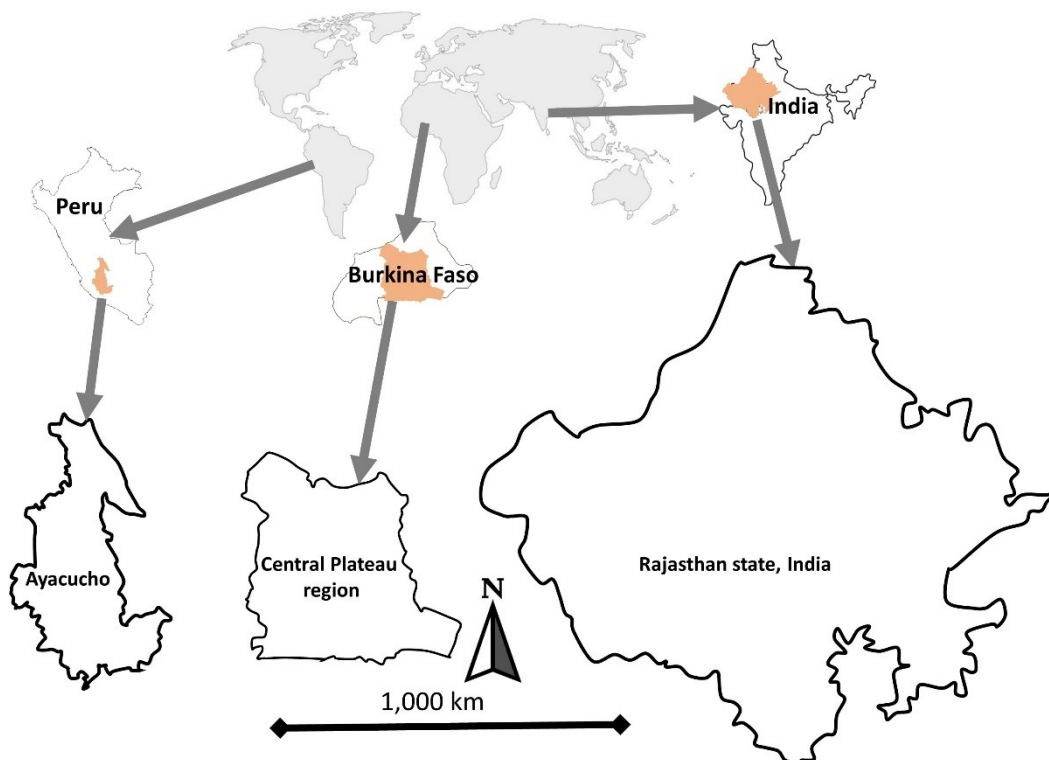 India
Peru
Burkina Faso
Ayacucho
Central Plateau
region
Rajasthan state, India
N
1,000 km